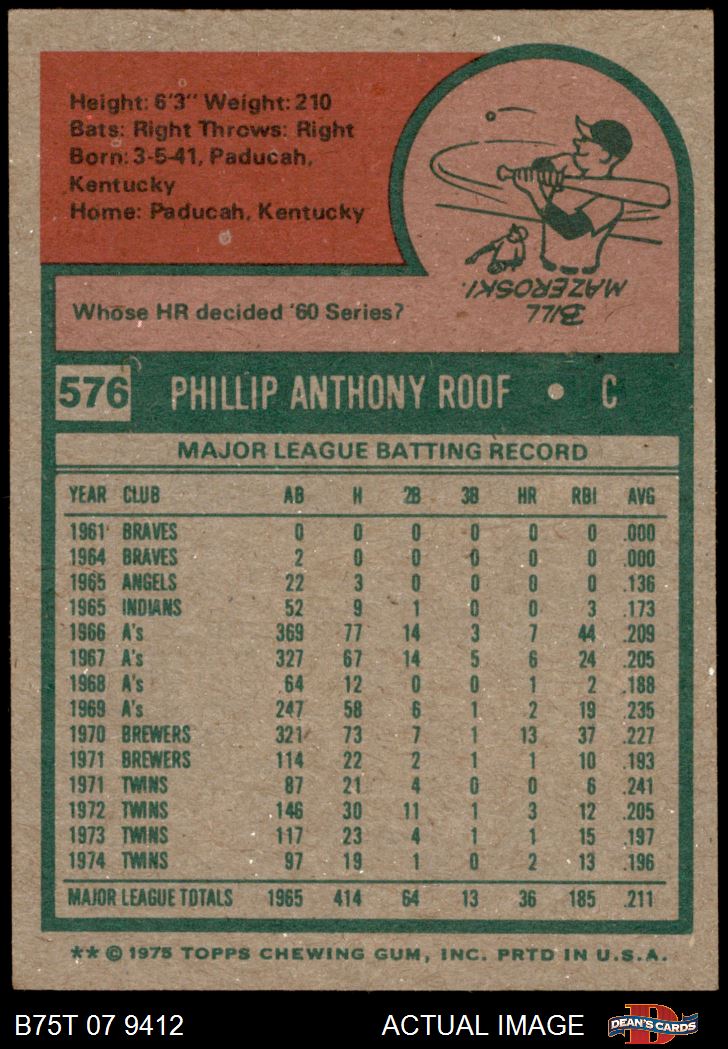 Height: 6'3" Weight: 210
Bats: Right Throws: Right
Born: 3-5-41, Paducah,
Kentucky
Home: Paducah, Kentucky
BILL
MAZEROSKI.
Whose HR decided '60 Series?
576 PHILLIP ANTHONY ROOF • C
MAJOR LEAGUE BATTING RECORD
YEAR CLUB AB H 2B 3B HR RBI AVG
1961 BRAVES 0 0 0 0 0 0 .000
1964 BRAVES 2 0 0 0 0 0 .000
1965 ANGELS 22 3 0 0 0 0 .136
1965 INDIANS 52 9 1 0 0 3 .173
1966 A's 369 77 14 3 7 44 .209
1967 A's 327 67 14 5 6 24 .205
1968 A's 64 12 0 0 1 2 .188
1969 A's 247 58 6 1 2 19 .235
1970 BREWERS 321 73 7 1 13 37 .227
1971 BREWERS 114 22 2 1 1 10 .193
1971 TWINS 87 21 4 0 0 6 .241
1972 TWINS 146 30 11 1 3 12 .205
1973 TWINS 117 23 4 1 1 15 .197
1974 TWINS 97 19 1 0 2 13 .196
MAJOR LEAGUE TOTALS 1965 414 64 13 36 185 .211
** © 1975 TOPPS CHEWING GUM, INC. PRTD IN U.S.A.
B75T 07 9412 ACTUAL IMAGE D DEAN'S CARDS